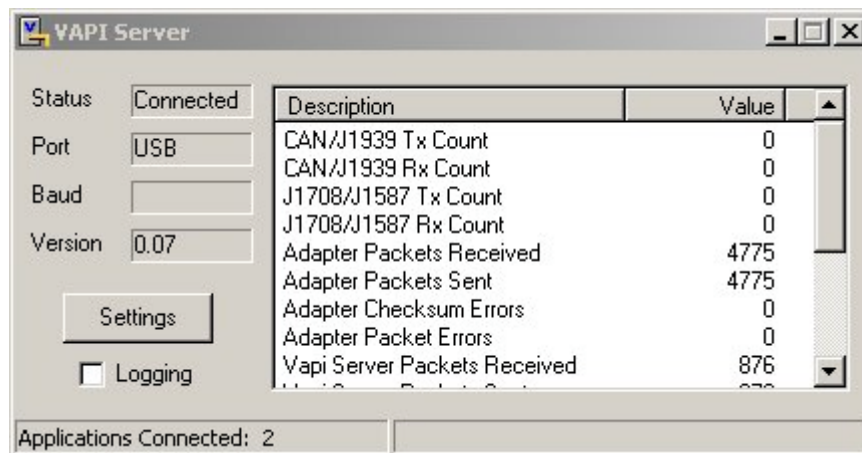 VAPI Server
Status Connected
Port USB
Baud
Version 0.07
Settings
Logging
Description Value
CAN/J1939 Tx Count 0
CAN/J1939 Rx Count 0
J1708/J1587 Tx Count 0
J1708/J1587 Rx Count 0
Adapter Packets Received 4775
Adapter Packets Sent 4775
Adapter Checksum Errors 0
Adapter Packet Errors 0
Vapi Server Packets Received 876
Applications Connected: 2